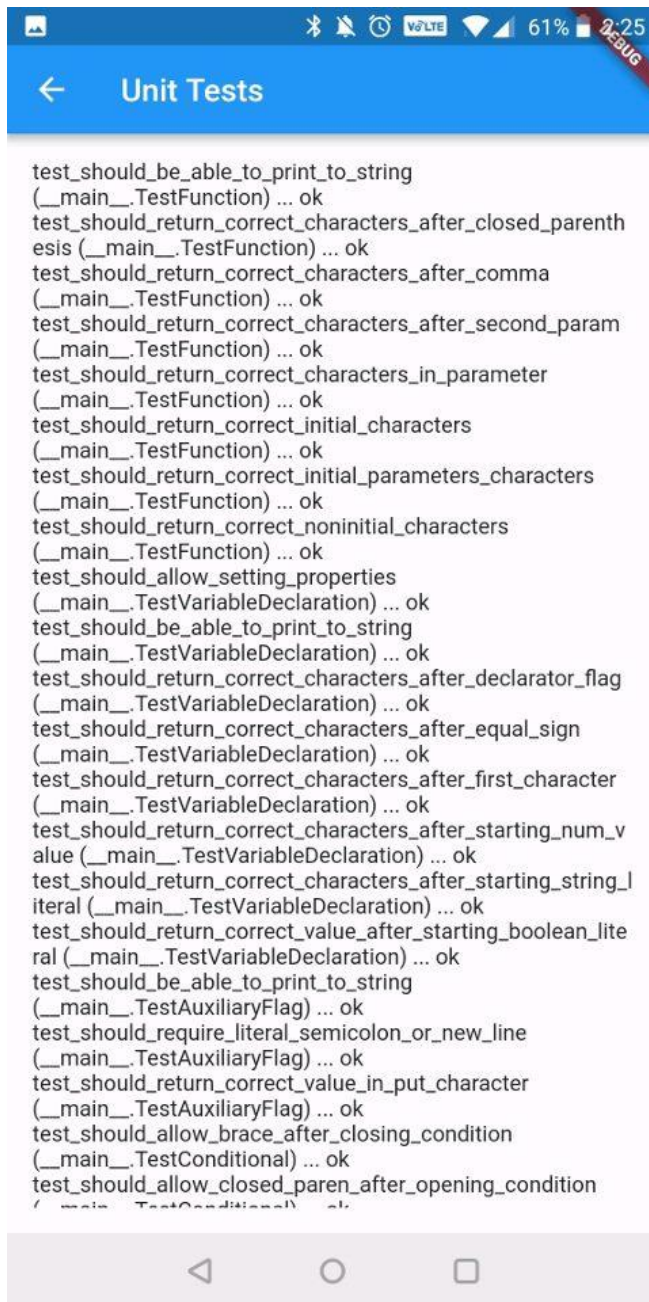 VoLTE 61% 2:25
DEBUG
Unit Tests
test_should_be_able_to_print_to_string
(__main__.TestFunction) ... ok
test_should_return_correct_characters_after_closed_parenth
esis (__main__.TestFunction) ... ok
test_should_return_correct_characters_after_comma
(__main__.TestFunction) ... ok
test_should_return_correct_characters_after_second_param
(__main__.TestFunction) ... ok
test_should_return_correct_characters_in_parameter
(__main__.TestFunction) ... ok
test_should_return_correct_initial_characters
(__main__.TestFunction) ... ok
test_should_return_correct_initial_parameters_characters
(__main__.TestFunction) ... ok
test_should_return_correct_noninitial_characters
(__main__.TestFunction) ... ok
test_should_allow_setting_properties
(__main__.TestVariableDeclaration) ... ok
test_should_be_able_to_print_to_string
(__main__.TestVariableDeclaration) ... ok
test_should_return_correct_characters_after_declarator_flag
(__main__.TestVariableDeclaration) ... ok
test_should_return_correct_characters_after_equal_sign
(__main__.TestVariableDeclaration) ... ok
test_should_return_correct_characters_after_first_character
(__main__.TestVariableDeclaration) ... ok
test_should_return_correct_characters_after_starting_num_v
alue (__main__.TestVariableDeclaration) ... ok
test_should_return_correct_characters_after_starting_string_l
iteral (__main__.TestVariableDeclaration) ... ok
test_should_return_correct_value_after_starting_boolean_lite
ral (__main__.TestVariableDeclaration) ... ok
test_should_be_able_to_print_to_string
(__main__.TestAuxiliaryFlag) ... ok
test_should_require_literal_semicolon_or_new_line
(__main__.TestAuxiliaryFlag) ... ok
test_should_return_correct_value_in_put_character
(__main__.TestAuxiliaryFlag) ... ok
test_should_allow_brace_after_closing_condition
(__main__.TestConditional) ... ok
test_should_allow_closed_paren_after_opening_condition
(__main__.TestConditional) ... ok